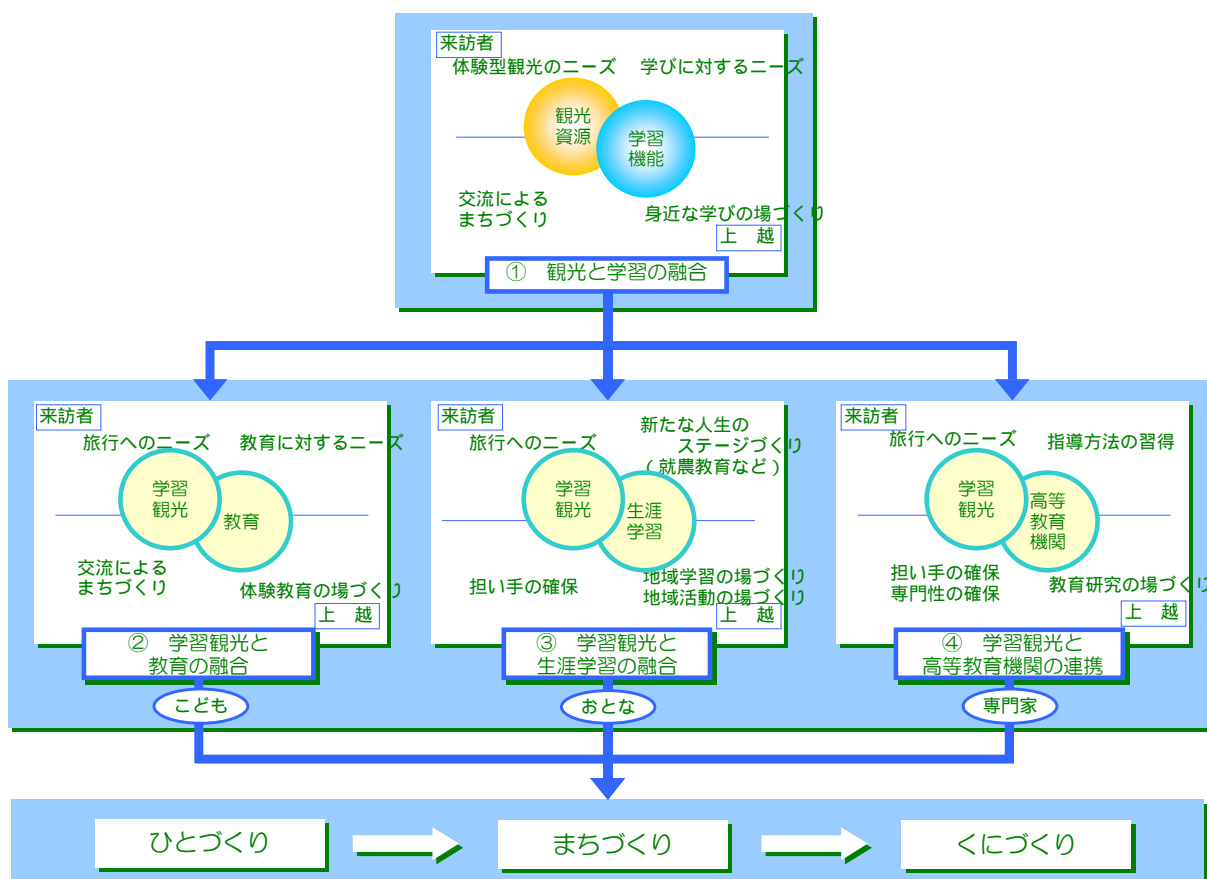 来訪者
体験型観光のニーズ
学びに対するニーズ
観光
資源
学習
機能
交流による
まちづくり
身近な学びの場づくり
上 越
① 観光と学習の融合
来訪者
旅行へのニーズ
教育に対するニーズ
学習
観光
教育
交流による
まちづくり
体験教育の場づくり
上 越
② 学習観光と
教育の融合
こども
来訪者
旅行へのニーズ
新たな人生の
ステージづくり
(就農教育など)
学習
観光
生涯
学習
担い手の確保
地域学習の場づくり
地域活動の場づくり
上 越
③ 学習観光と
生涯学習の融合
おとな
来訪者
旅行へのニーズ
指導方法の習得
学習
観光
高等
教育
機関
担い手の確保
専門性の確保
教育研究の場づくり
上 越
④ 学習観光と
高等教育機関の連携
専門家
ひとづくり
まちづくり
くにづくり